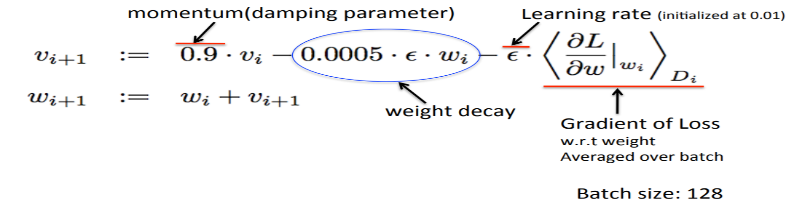 momentum(damping parameter)
Learning rate (initialized at 0.01)
v_{i+1} := 0.9 · v_i − 0.0005 · ϵ · w_i − ϵ · ⟨ ∂L/∂w |_{w_i} ⟩_{D_i}
w_{i+1} := w_i + v_{i+1}
weight decay
Gradient of Loss
w.r.t weight
Averaged over batch
Batch size: 128